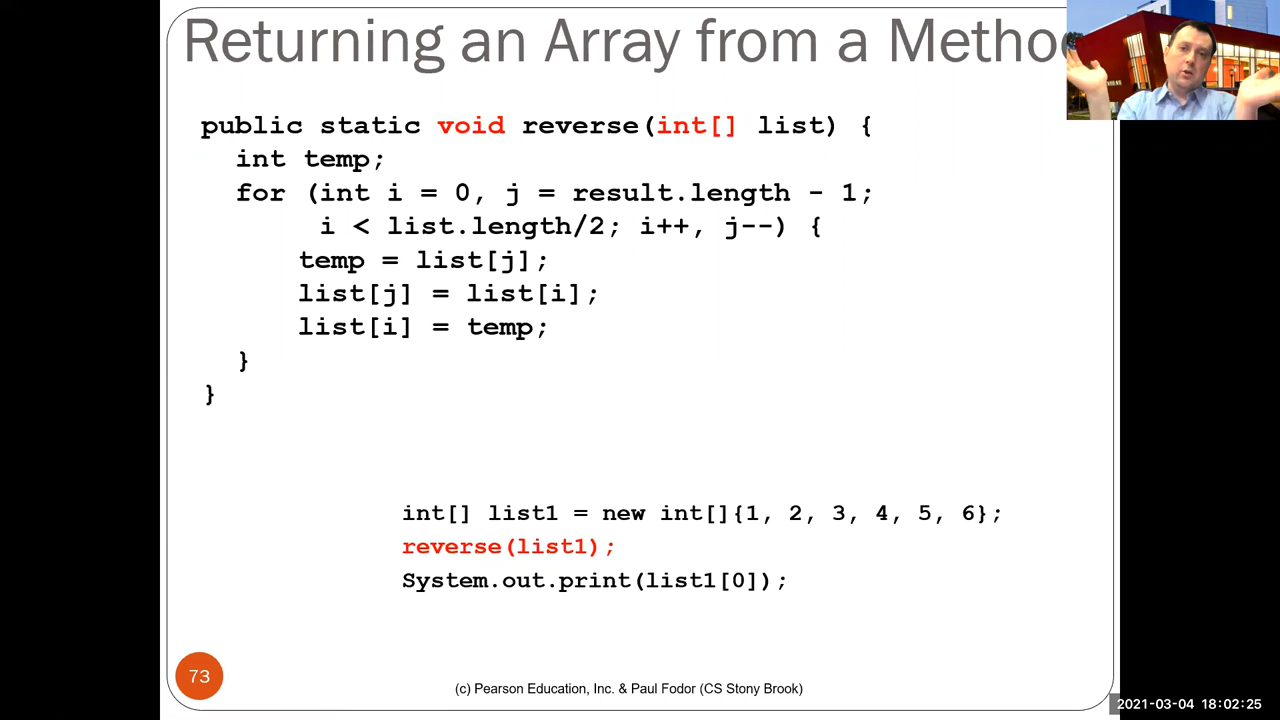 Returning an Array from a Metho
public static void reverse(int[] list) {
int temp;
for (int i = 0, j = result.length - 1;
i < list.length/2; i++, j--) {
temp = list[j];
list[j] = list[i];
list[i] = temp;
}
}
int[] list1 = new int[]{1, 2, 3, 4, 5, 6};
reverse(list1);
System.out.print(list1[0]);
73
(c) Pearson Education, Inc. & Paul Fodor (CS Stony Brook)
2021-03-04 18:02:25